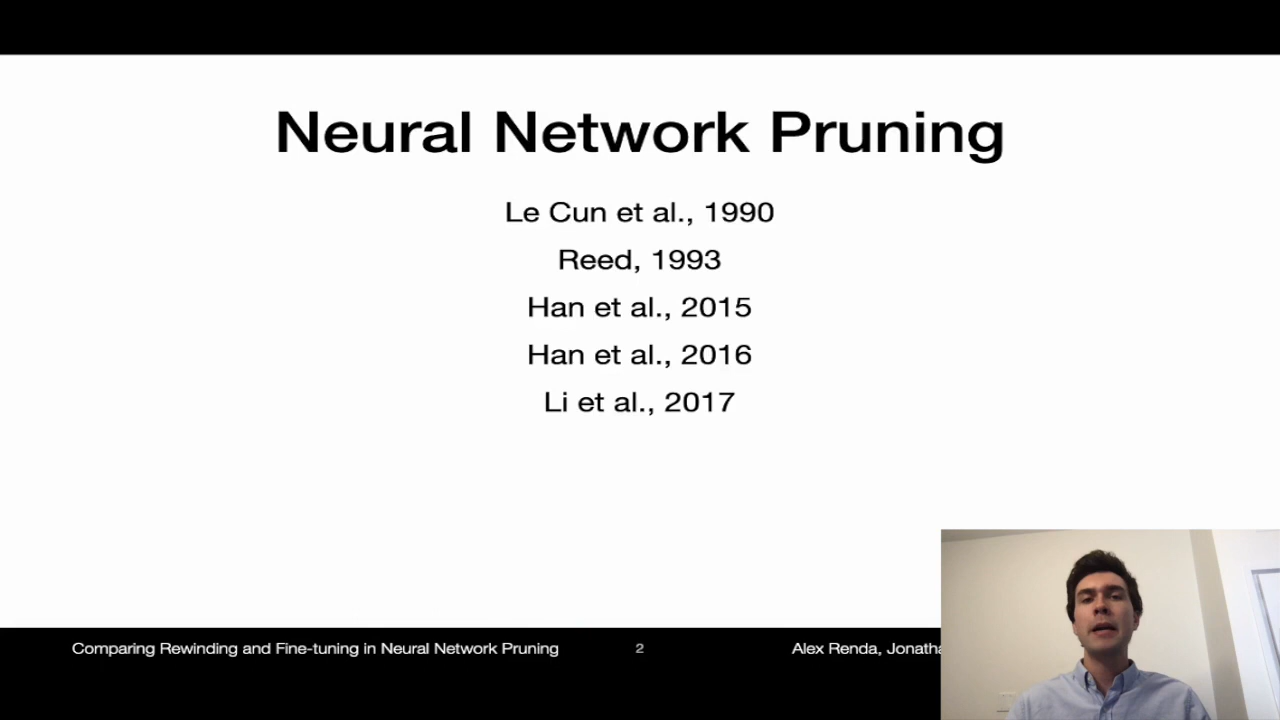 Neural Network Pruning
Le Cun et al., 1990
Reed, 1993
Han et al., 2015
Han et al., 2016
Li et al., 2017
Comparing Rewinding and Fine-tuning in Neural Network Pruning
2
Alex Renda,